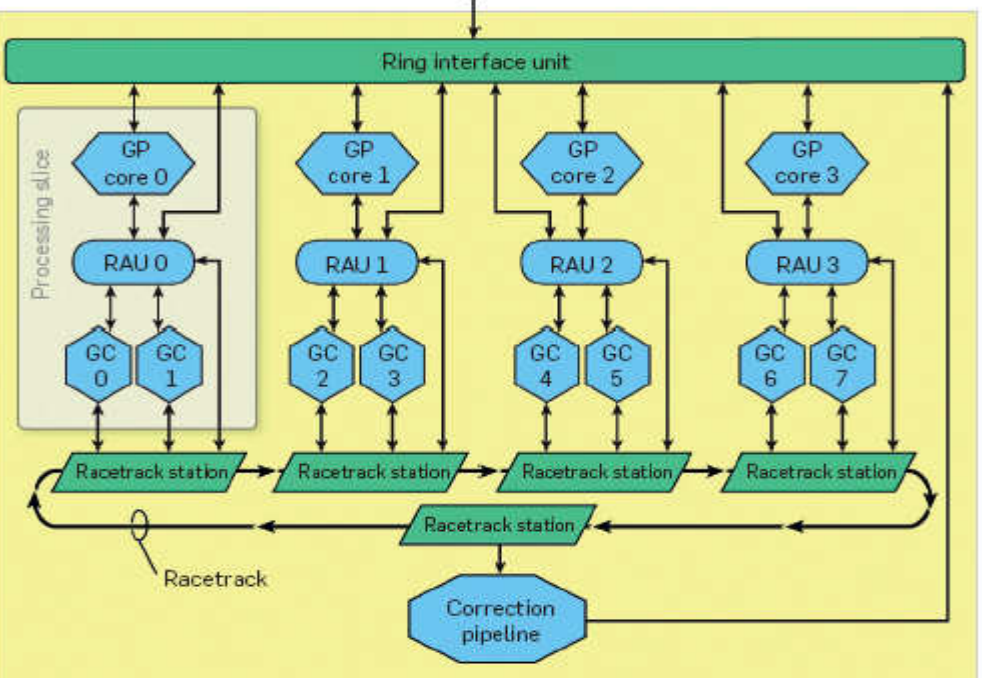 Ring interface unit
Processing slice
GP
core 0
GP
core 1
GP
core 2
GP
core 3
RAU 0
RAU 1
RAU 2
RAU 3
GC
0
GC
1
GC
2
GC
3
GC
4
GC
5
GC
6
GC
7
Racetrack station
Racetrack station
Racetrack station
Racetrack station
Racetrack station
Racetrack
Correction
pipeline